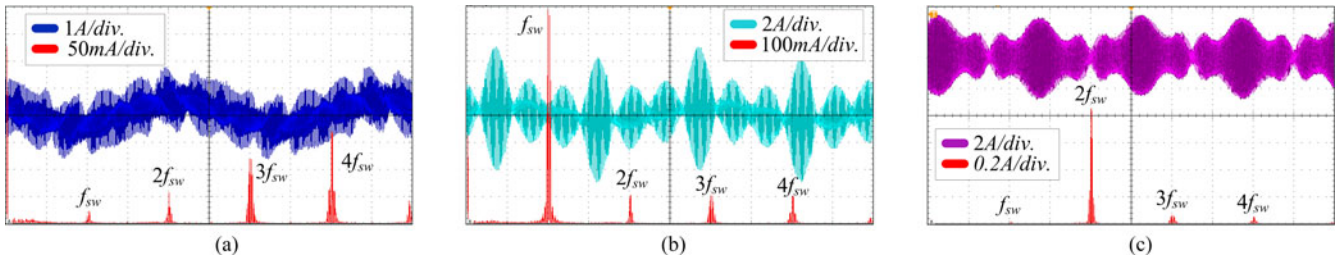 1A/div.
50mA/div.
f_sw
2f_sw
3f_sw
4f_sw
(a)
2A/div.
100mA/div.
f_sw
2f_sw
3f_sw
4f_sw
(b)
2A/div.
0.2A/div.
f_sw
2f_sw
3f_sw
4f_sw
(c)